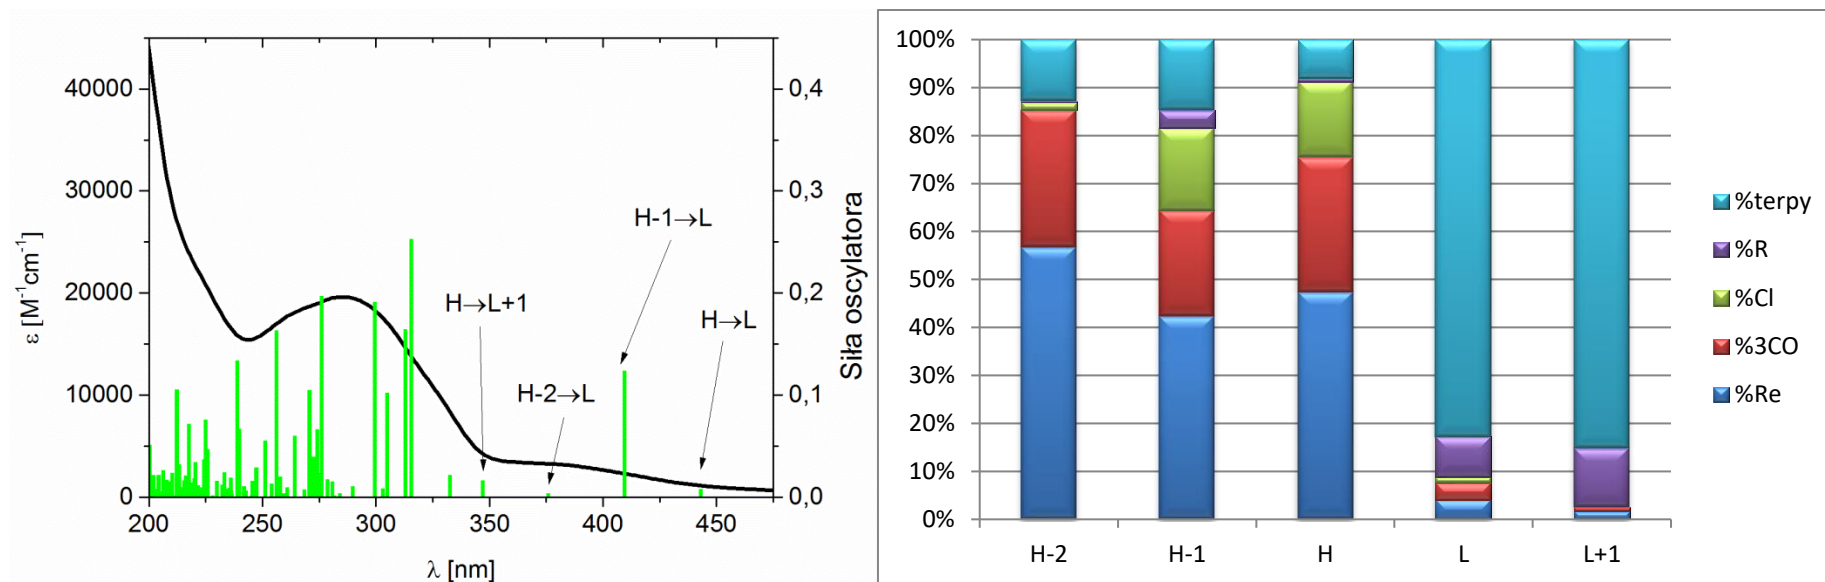 40000
30000
20000
10000
0
ε [M⁻¹cm⁻¹]
200
250
300
350
400
450
λ [nm]
0,4
0,3
0,2
0,1
0,0
Siła oscylatora
H-1→L
H→L+1
H→L
H-2→L
100%
90%
80%
70%
60%
50%
40%
30%
20%
10%
0%
H-2
H-1
H
L
L+1
%terpy
%R
%Cl
%3CO
%Re